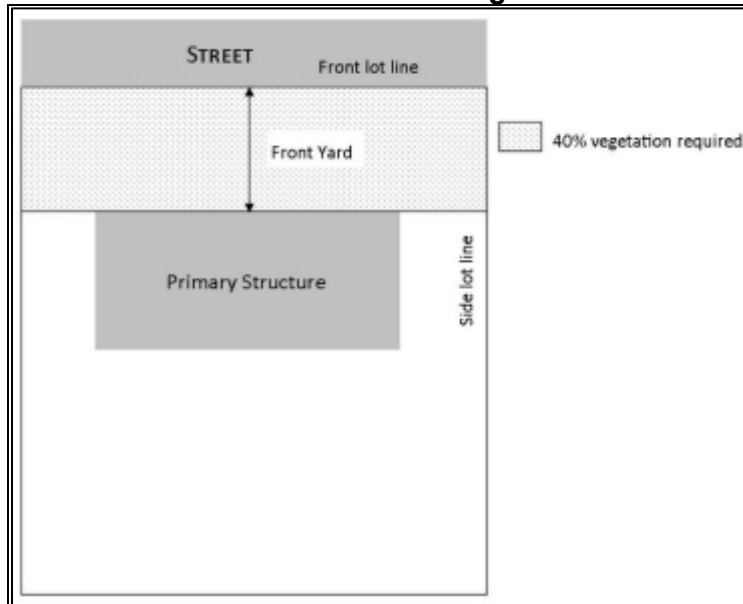 STREET
Front lot line
Front Yard
40% vegetation required
Primary Structure
Side lot line